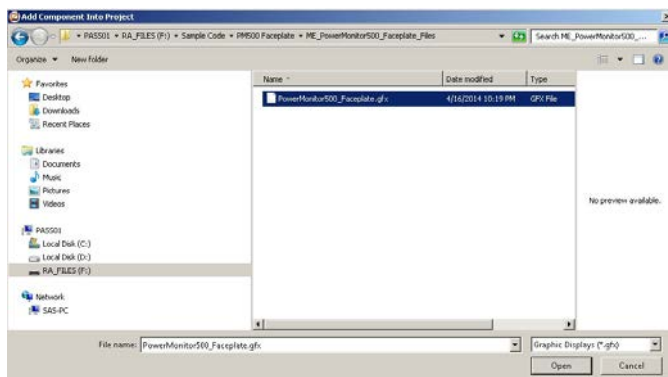 Add Component Into Project
PASS01 RA_FILES (F:) Sample Code PM500 Faceplate ME_PowerMonitor500_Faceplate_Files
Search ME_PowerMonitor500_...
Organize New folder
Favorites
Desktop
Downloads
Recent Places
Libraries
Documents
Music
Pictures
Videos
PASS01
Local Disk (C:)
Local Disk (D:)
RA_FILES (F:)
Network
SAS-PC
Name Date modified Type
PowerMonitor500_Faceplate.gfx 4/16/2014 10:19 PM GFX File
No preview available.
File name: PowerMonitor500_Faceplate.gfx Graphic Displays (*.gfx)
Open Cancel